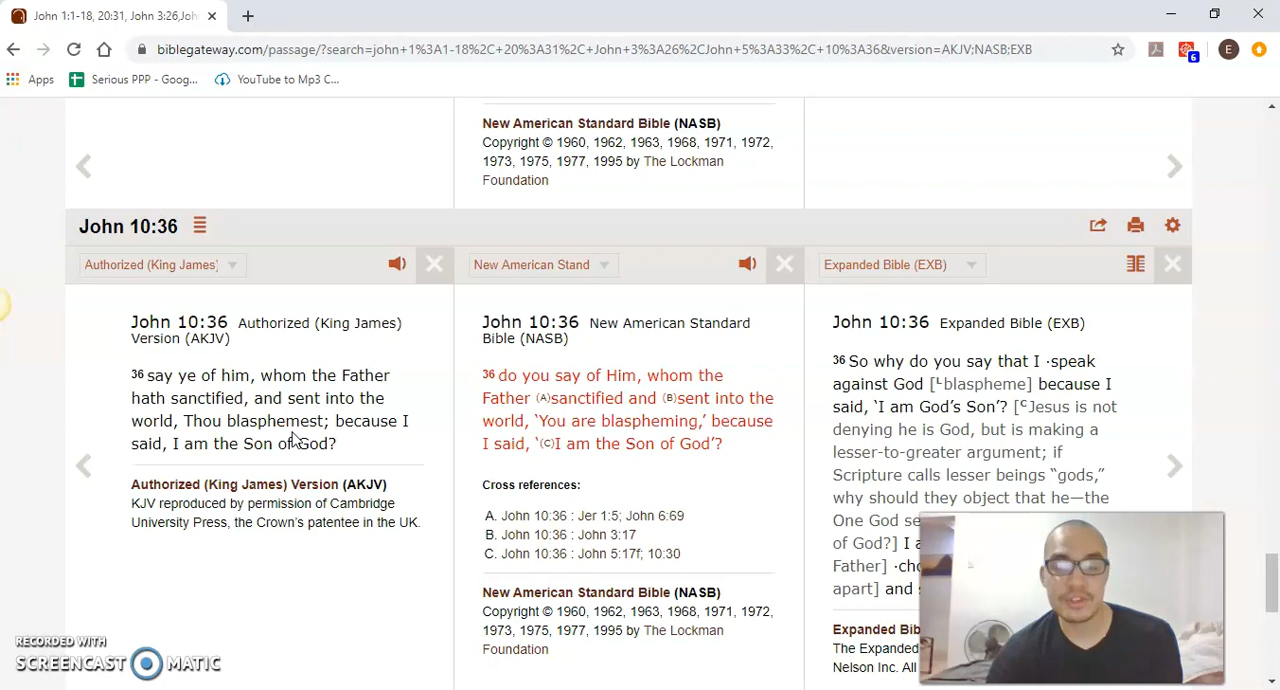 John 1:1-18, 20:31, John 3:26,Joh
biblegateway.com/passage/?search=john+1%3A1-18%2C+20%3A31%2C+John+3%3A26%2CJohn+5%3A33%2C+10%3A36&version=AKJV;NASB;EXB
6
E
Apps
Serious PPP - Goog...
YouTube to Mp3 C...
New American Standard Bible (NASB)
Copyright © 1960, 1962, 1963, 1968, 1971, 1972,
1973, 1975, 1977, 1995 by The Lockman
Foundation
John 10:36
Authorized (King James)
New American Stand
Expanded Bible (EXB)
John 10:36 Authorized (King James)
Version (AKJV)
36 say ye of him, whom the Father
hath sanctified, and sent into the
world, Thou blasphemest; because I
said, I am the Son of God?
Authorized (King James) Version (AKJV)
KJV reproduced by permission of Cambridge
University Press, the Crown's patentee in the UK.
John 10:36 New American Standard
Bible (NASB)
36 do you say of Him, whom the
Father (A)sanctified and (B)sent into the
world, ‘You are blaspheming,’ because
I said, ‘(C)I am the Son of God’?
Cross references:
A. John 10:36 : Jer 1:5; John 6:69
B. John 10:36 : John 3:17
C. John 10:36 : John 5:17f; 10:30
New American Standard Bible (NASB)
Copyright © 1960, 1962, 1963, 1968, 1971, 1972,
1973, 1975, 1977, 1995 by The Lockman
Foundation
John 10:36 Expanded Bible (EXB)
36 So why do you say that I ·speak
against God [Lblaspheme] because I
said, ‘I am God’s Son’? [CJesus is not
denying he is God, but is making a
lesser-to-greater argument; if
Scripture calls lesser beings “gods,”
why should they object that he—the
One God se
of God?] I a
Father] ·cho
apart] and s
Expanded Bib
The Expanded
Nelson Inc. All
RECORDED WITH
SCREENCAST MATIC